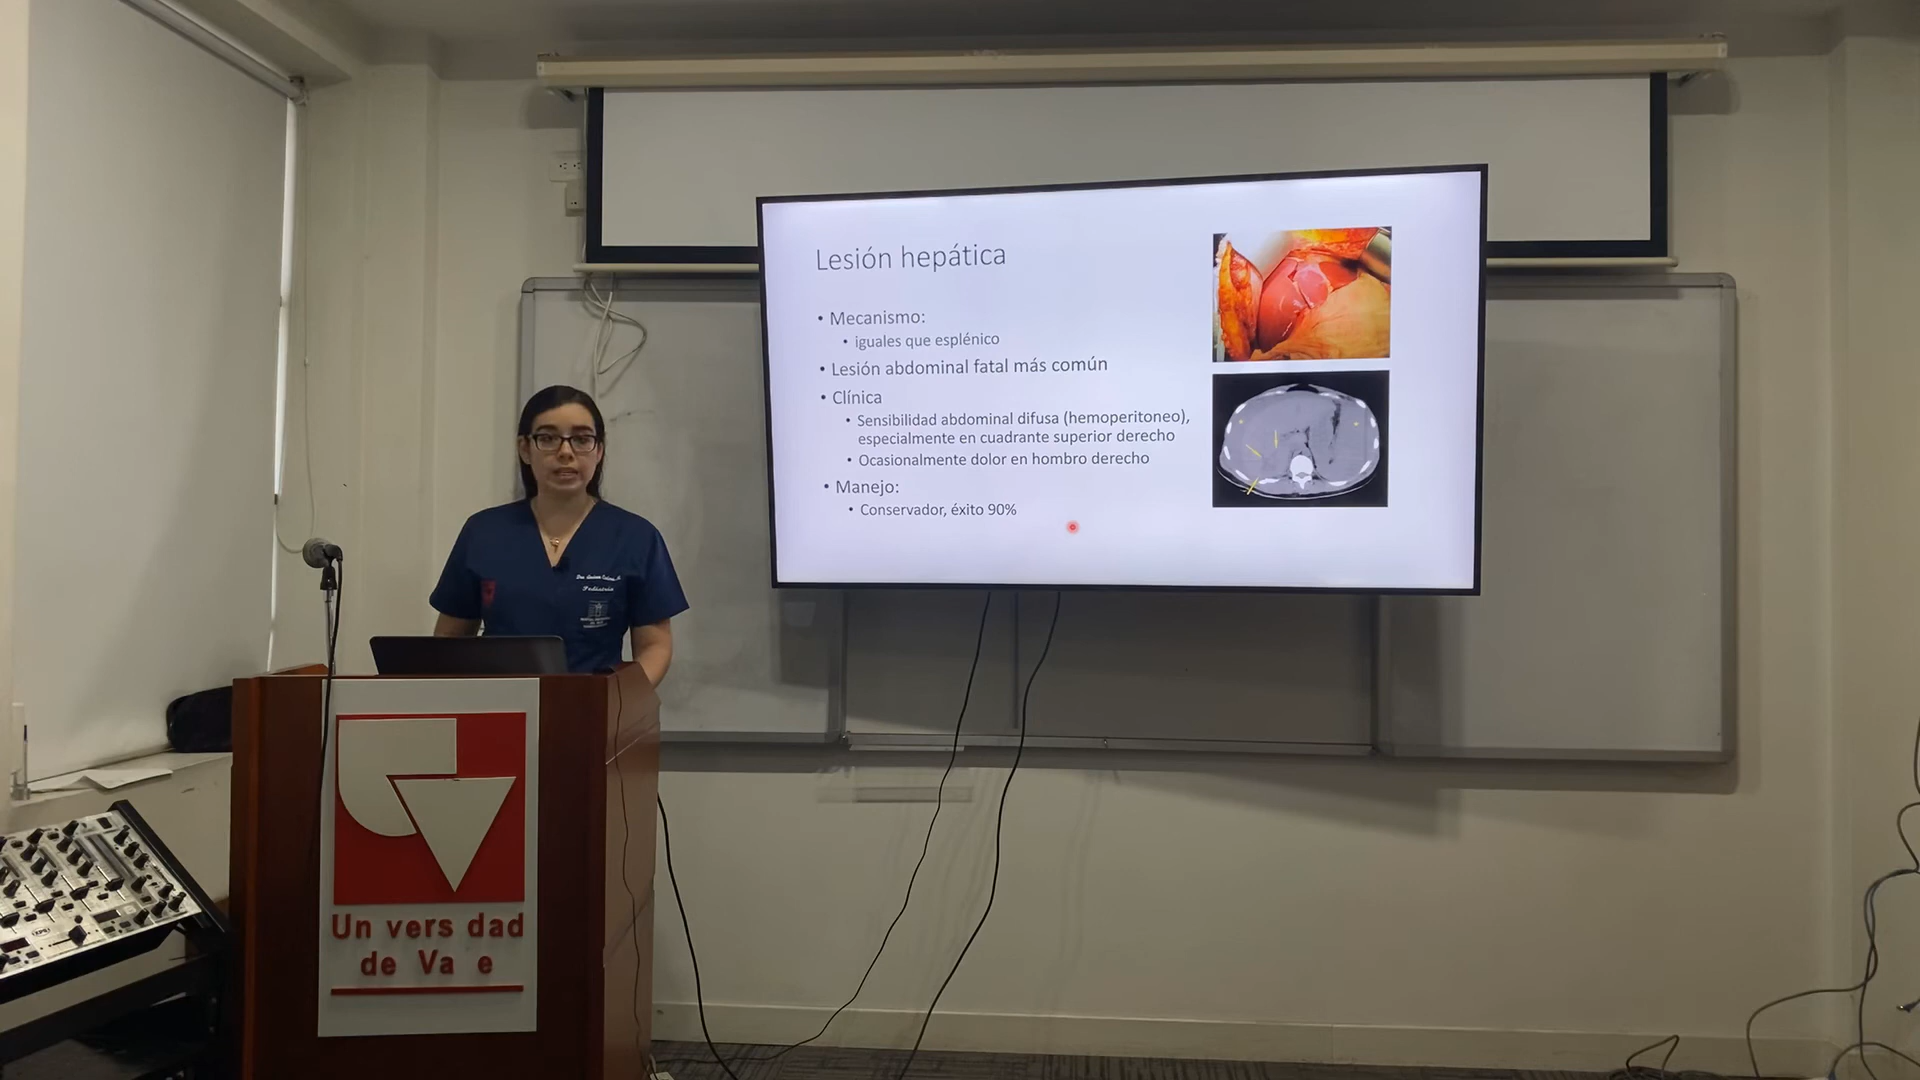 Lesión hepática
• Mecanismo:
• iguales que esplénico
• Lesión abdominal fatal más común
• Clínica
• Sensibilidad abdominal difusa (hemoperitoneo),
especialmente en cuadrante superior derecho
• Ocasionalmente dolor en hombro derecho
• Manejo:
• Conservador, éxito 90%
Pediatría
Un vers dad
de Va e